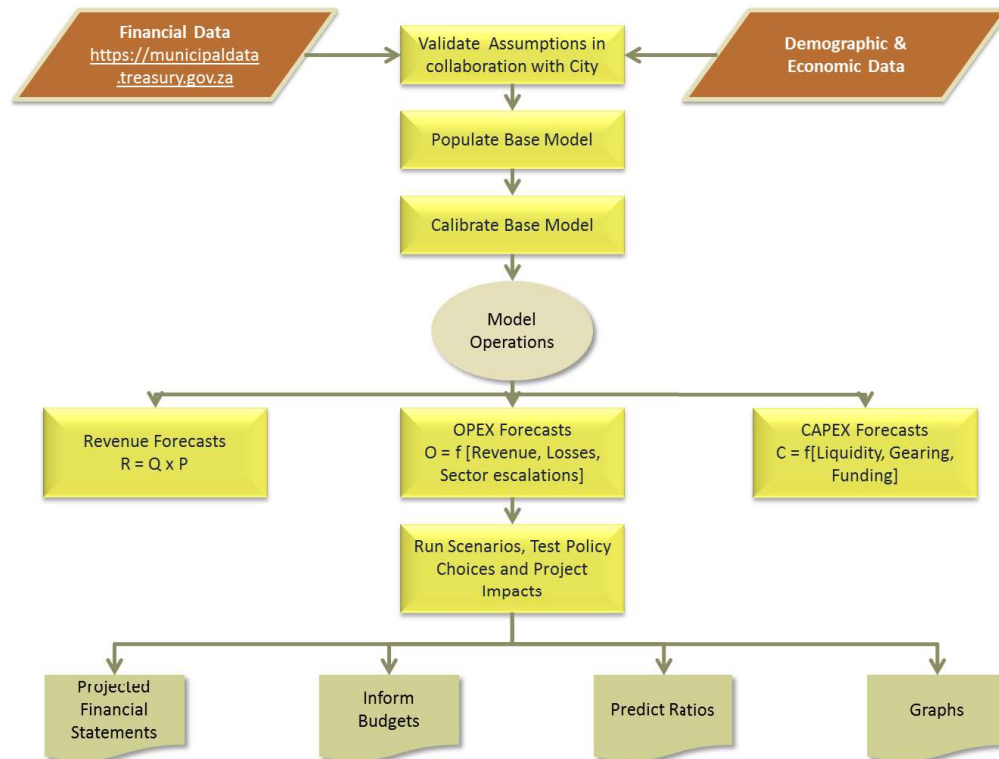 Financial Data
https://municipaldata
.treasury.gov.za
Validate Assumptions in
collaboration with City
Demographic &
Economic Data
Populate Base Model
Calibrate Base Model
Model
Operations
Revenue Forecasts
R = Q x P
OPEX Forecasts
O = f [Revenue, Losses,
Sector escalations]
CAPEX Forecasts
C = f[Liquidity, Gearing,
Funding]
Run Scenarios, Test Policy
Choices and Project
Impacts
Projected
Financial
Statements
Inform
Budgets
Predict Ratios
Graphs